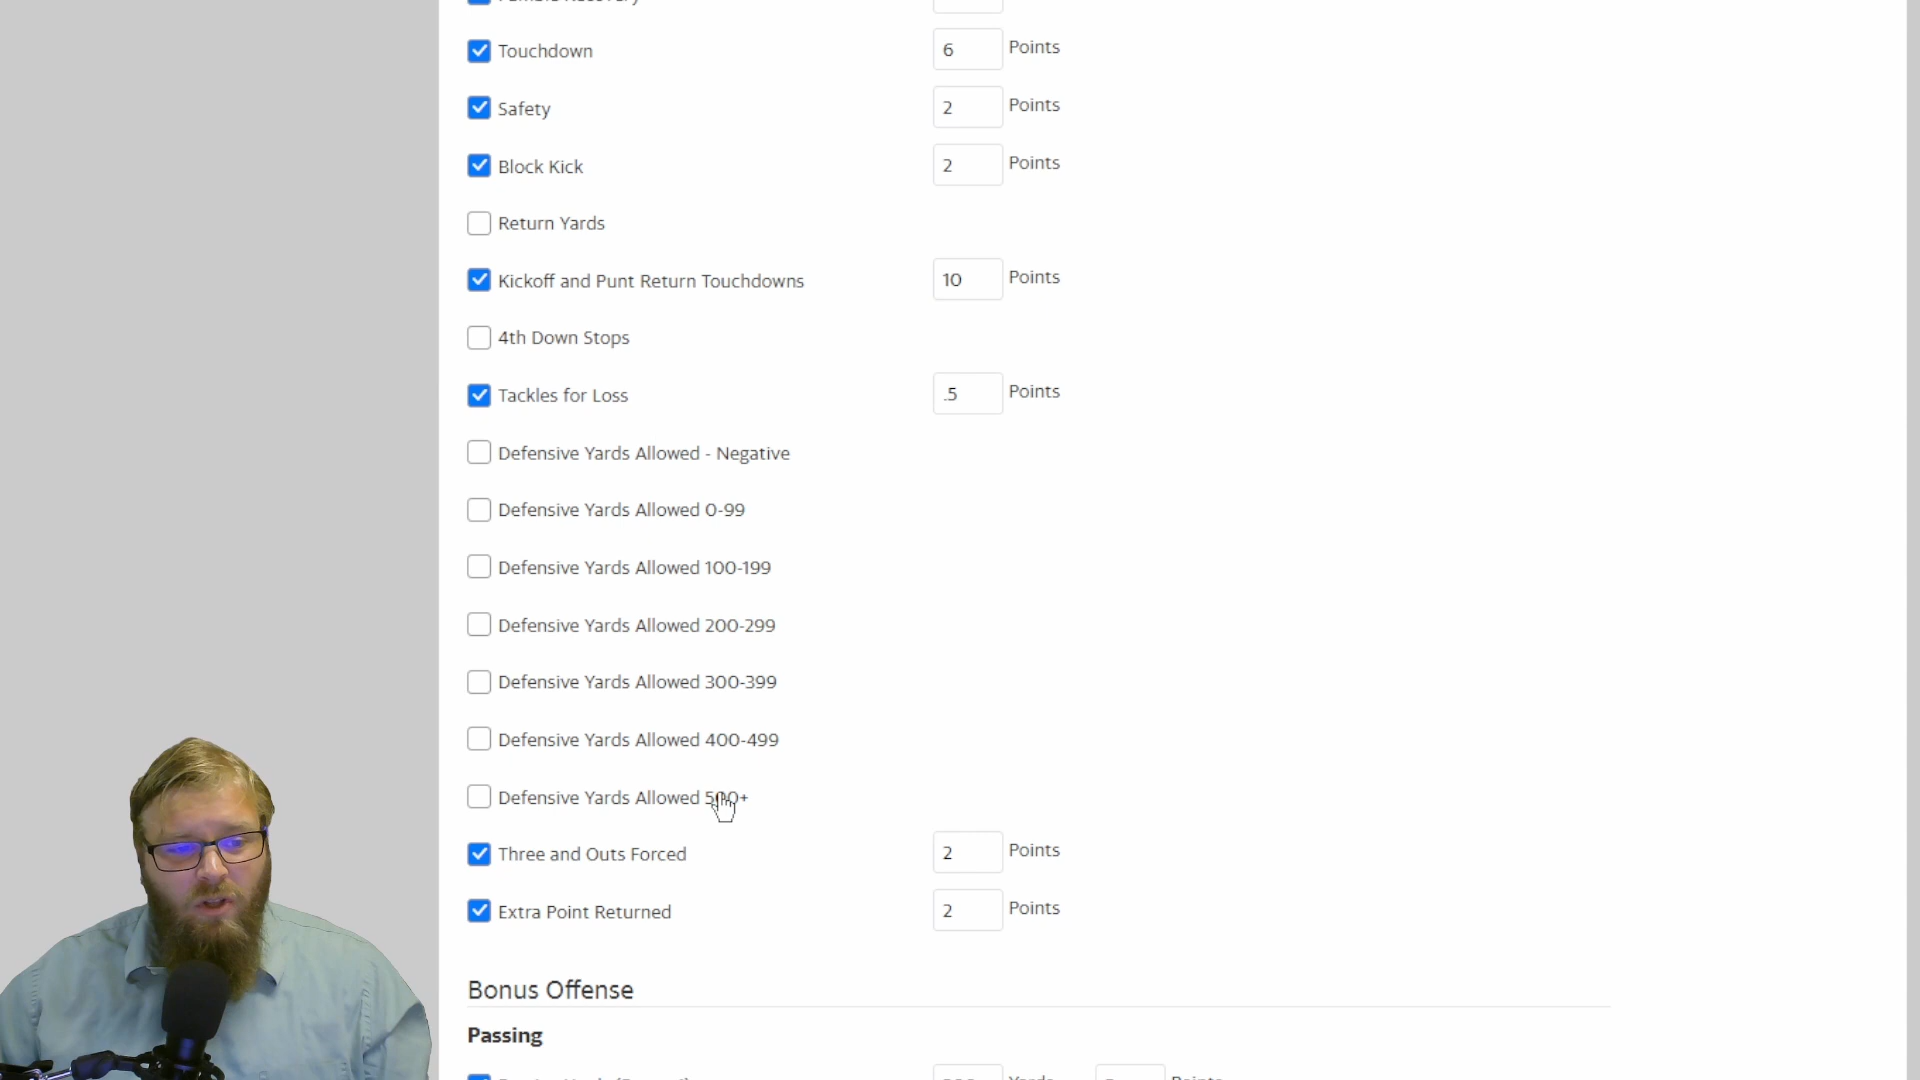 Touchdown 6 Points
Safety 2 Points
Block Kick 2 Points
Return Yards
Kickoff and Punt Return Touchdowns 10 Points
4th Down Stops
Tackles for Loss .5 Points
Defensive Yards Allowed - Negative
Defensive Yards Allowed 0-99
Defensive Yards Allowed 100-199
Defensive Yards Allowed 200-299
Defensive Yards Allowed 300-399
Defensive Yards Allowed 400-499
Defensive Yards Allowed 500+
Three and Outs Forced 2 Points
Extra Point Returned 2 Points
Bonus Offense
Passing